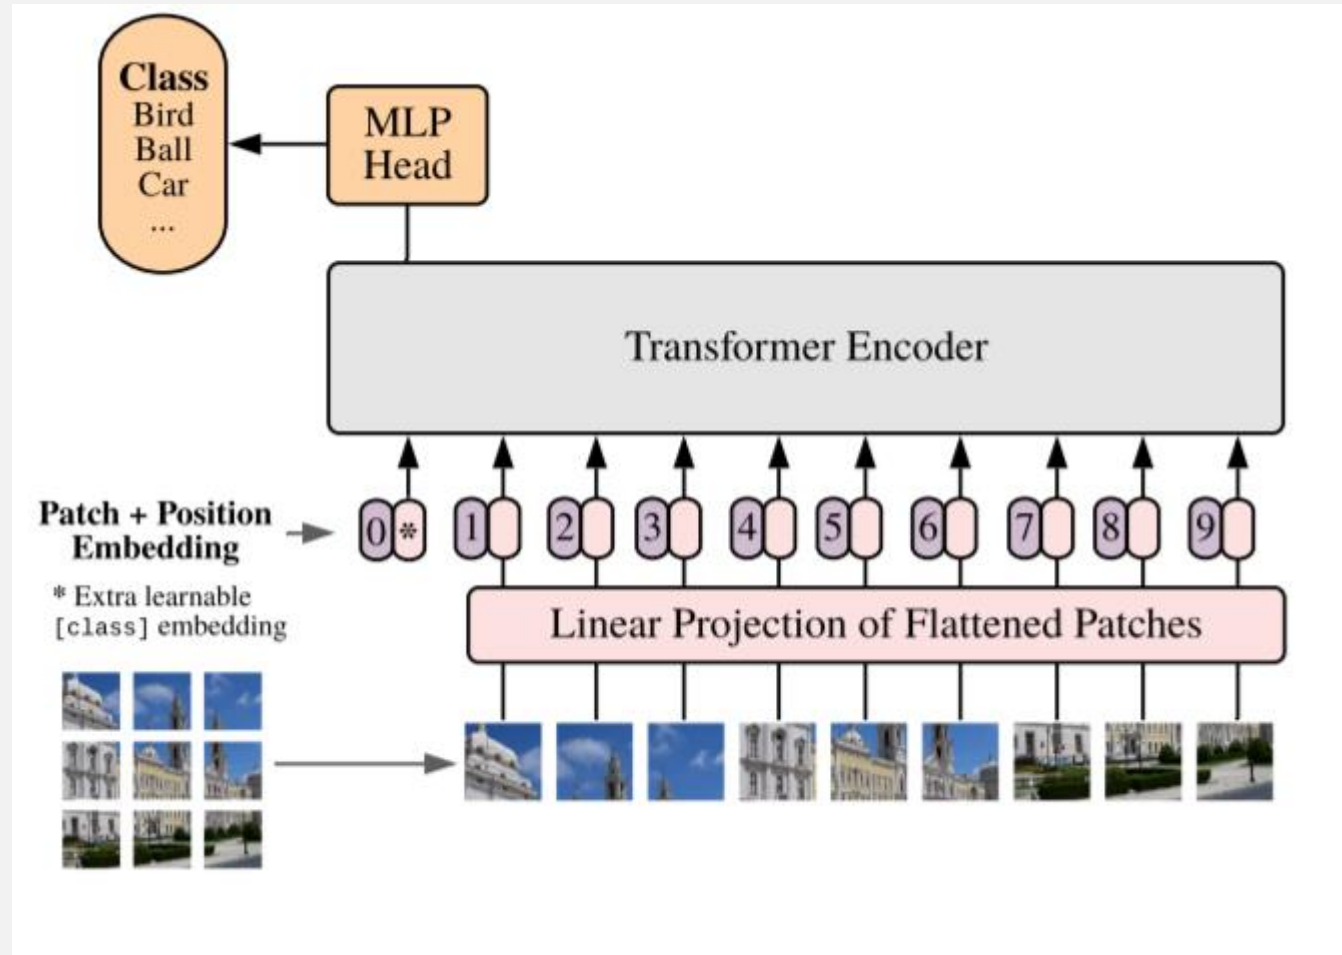 Class
Bird
Ball
Car
...
MLP
Head
Transformer Encoder
Patch + Position
Embedding
0 * 1 2 3 4 5 6 7 8 9
* Extra learnable
[class] embedding
Linear Projection of Flattened Patches